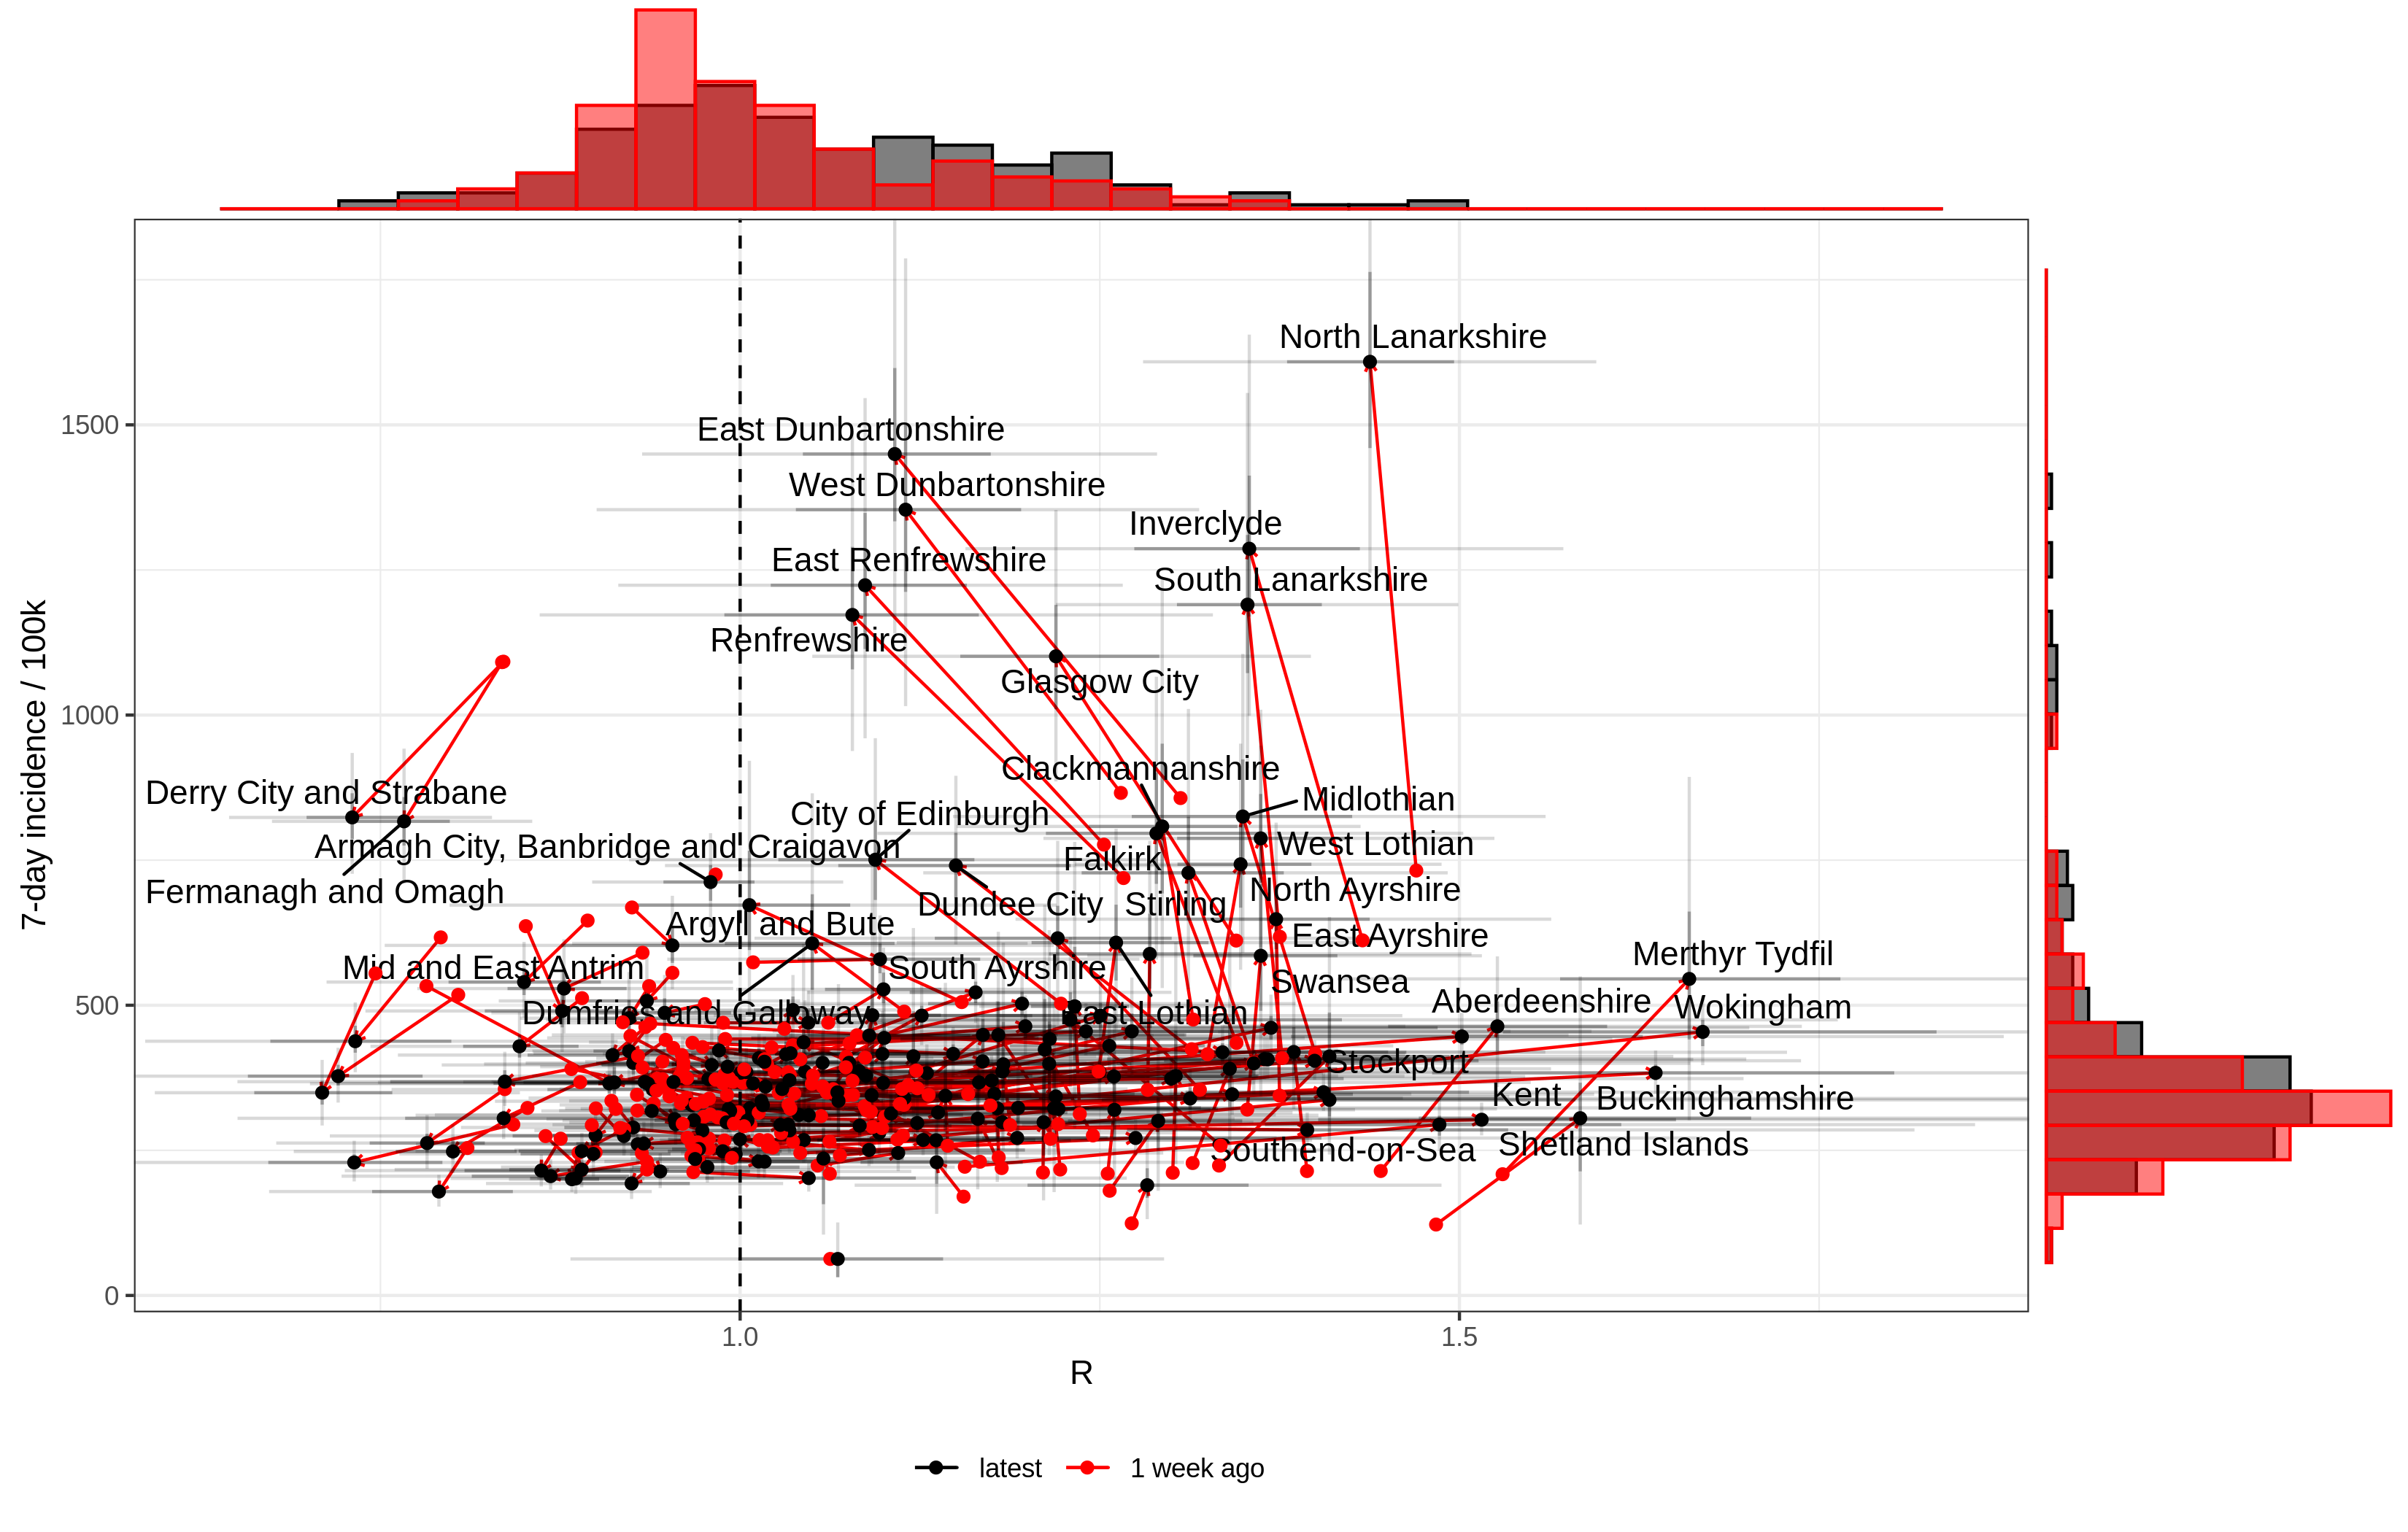 North Lanarkshire
1500
East Dunbartonshire
West Dunbartonshire
Inverclyde
East Renfrewshire
South Lanarkshire
Renfrewshire
Glasgow City
7-day incidence / 100k
1000
Clackmannanshire
Derry City and Strabane
Midlothian
City of Edinburgh
Armagh City, Banbridge and Craigavon
West Lothian
Falkirk
Fermanagh and Omagh
North Ayrshire
Dundee City
Stirling
Argyll and Bute
East Ayrshire
Merthyr Tydfil
Mid and East Antrim
South Ayrshire
Swansea
500
Aberdeenshire
Wokingham
Dumfries and Galloway
East Lothian
Stockport
Kent
Buckinghamshire
Southend-on-Sea
Shetland Islands
0
1.0
1.5
R
latest
1 week ago